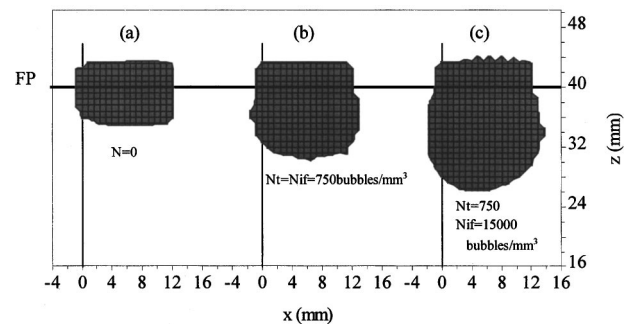 (a) (b) (c)
48
FP
40
N=0
Nt=Nif=750bubbles/mm³
32
z (mm)
Nt=750
Nif=15000
bubbles/mm³
24
16
-4 0 4 8 12 16 0 4 8 12 16 0 4 8 12 16
-4 -4
x (mm)